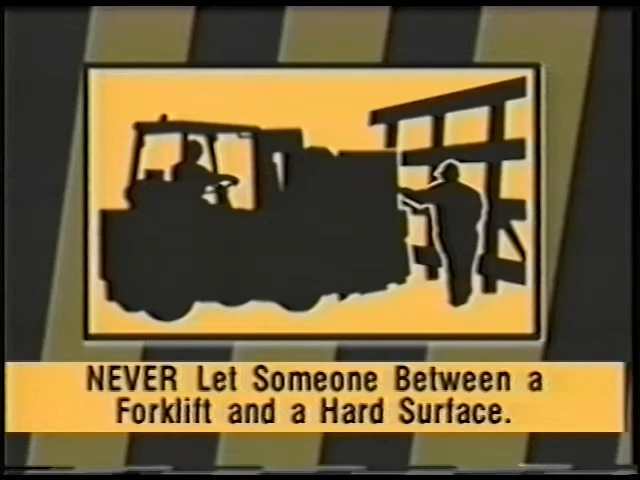 NEVER Let Someone Between a
Forklift and a Hard Surface.